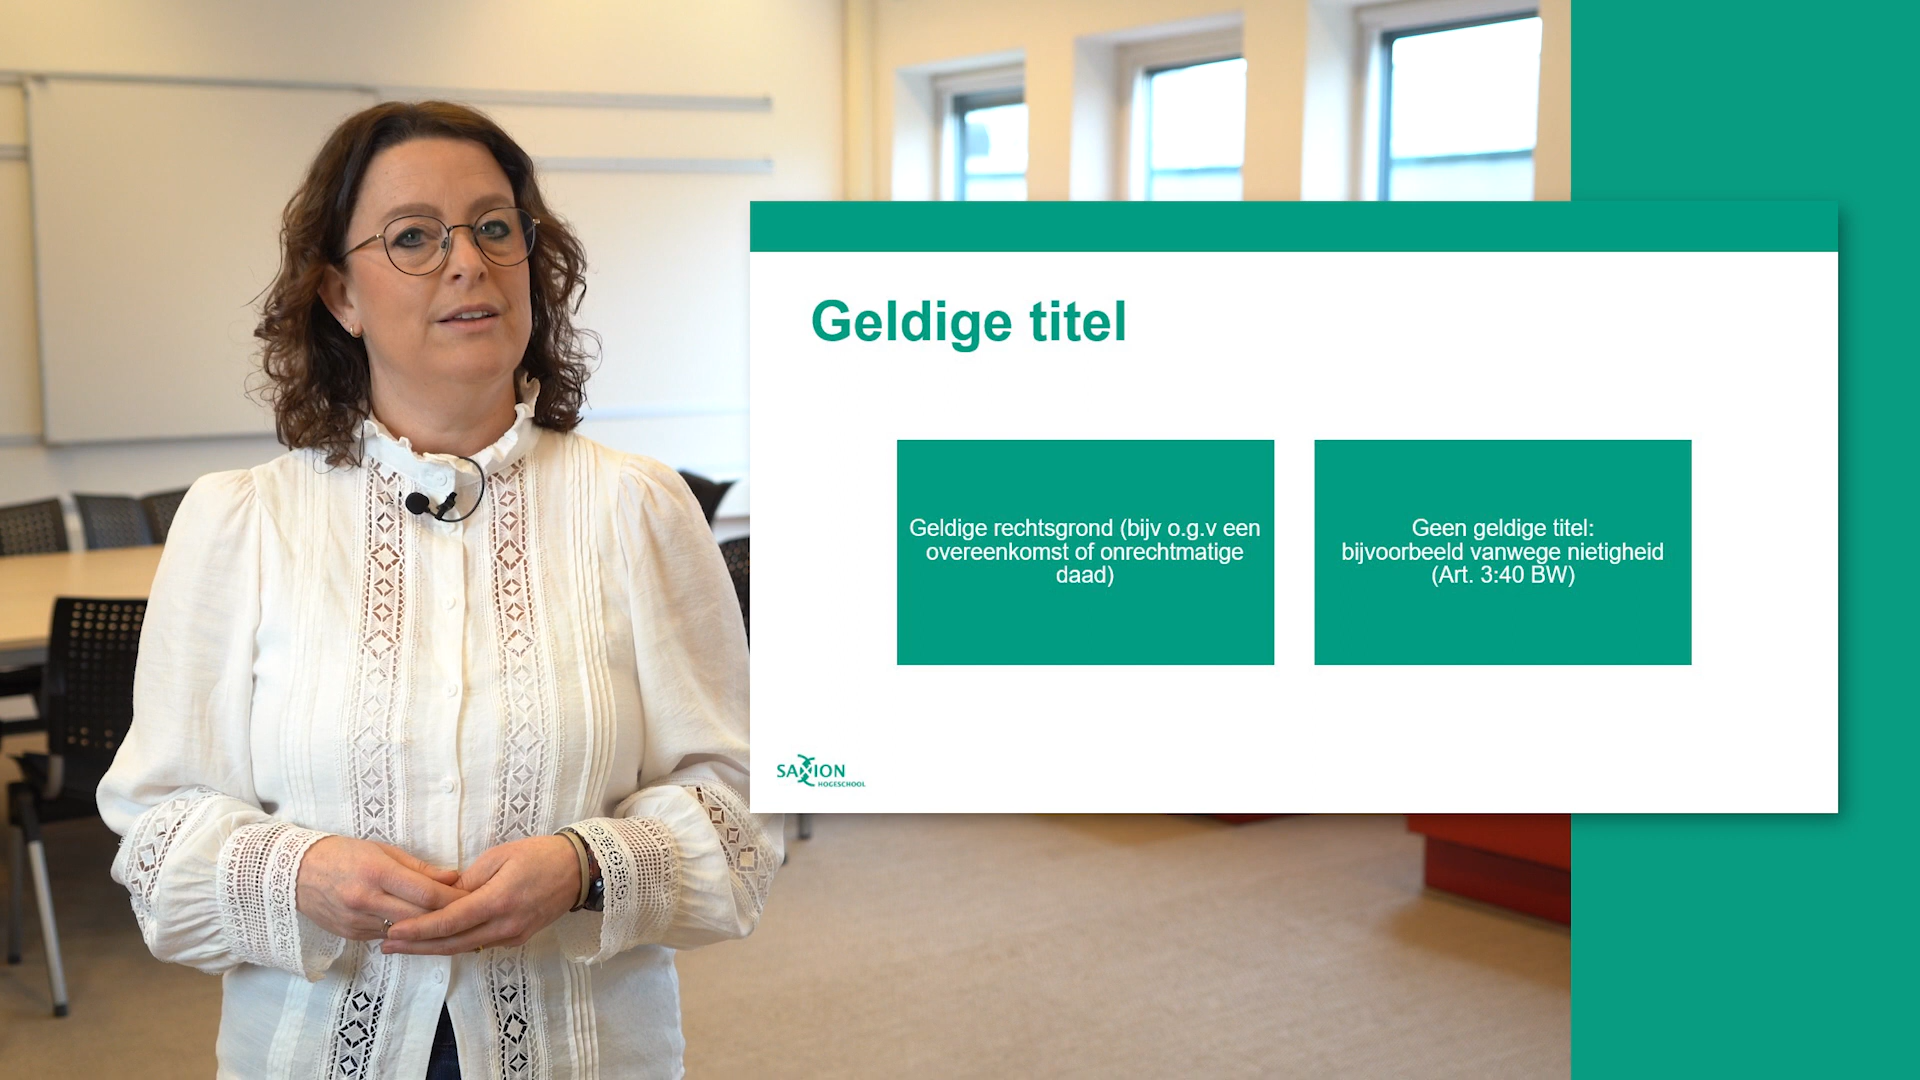 Geldige titel
Geldige rechtsgrond (bijv o.g.v een
overeenkomst of onrechtmatige
daad)
Geen geldige titel:
bijvoorbeeld vanwege nietigheid
(Art. 3:40 BW)
SAXION
HOGESCHOOL